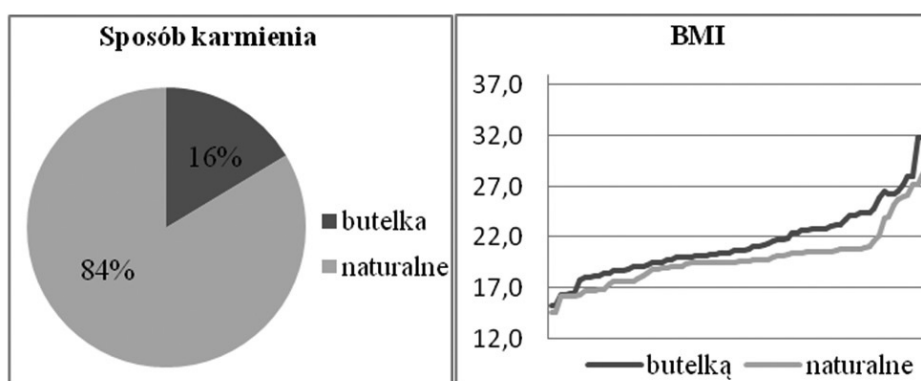 Sposób karmienia
16%
84%
butelka
naturalne
BMI
37,0
32,0
27,0
22,0
17,0
12,0
butelką
naturalne